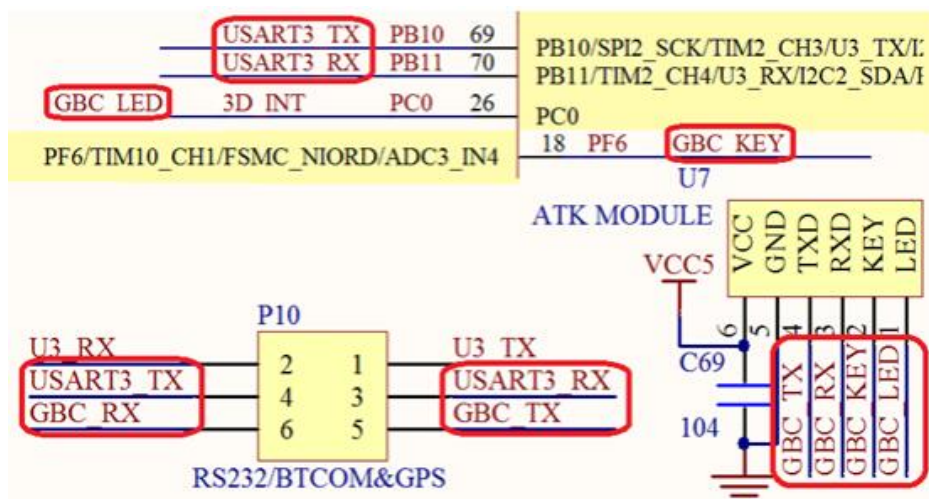 USART3_TX PB10 69
PB10/SPI2_SCK/TIM2_CH3/U3_TX/I2
USART3_RX PB11 70
PB11/TIM2_CH4/U3_RX/I2C2_SDA/
GBC_LED 3D_INT PC0 26
PC0
PF6/TIM10_CH1/FSMC_NIORD/ADC3_IN4
18 PF6 GBC_KEY
U7
ATK MODULE
VCC
GND
TXD
RXD
KEY
LED
VCC5
6
5
4
3
2
1
C69
104
GBC_TX
GBC_RX
GBC_KEY
GBC_LED
P10
U3_RX 2 1 U3_TX
USART3_TX 4 3 USART3_RX
GBC_RX 6 5 GBC_TX
RS232/BTCOM&GPS